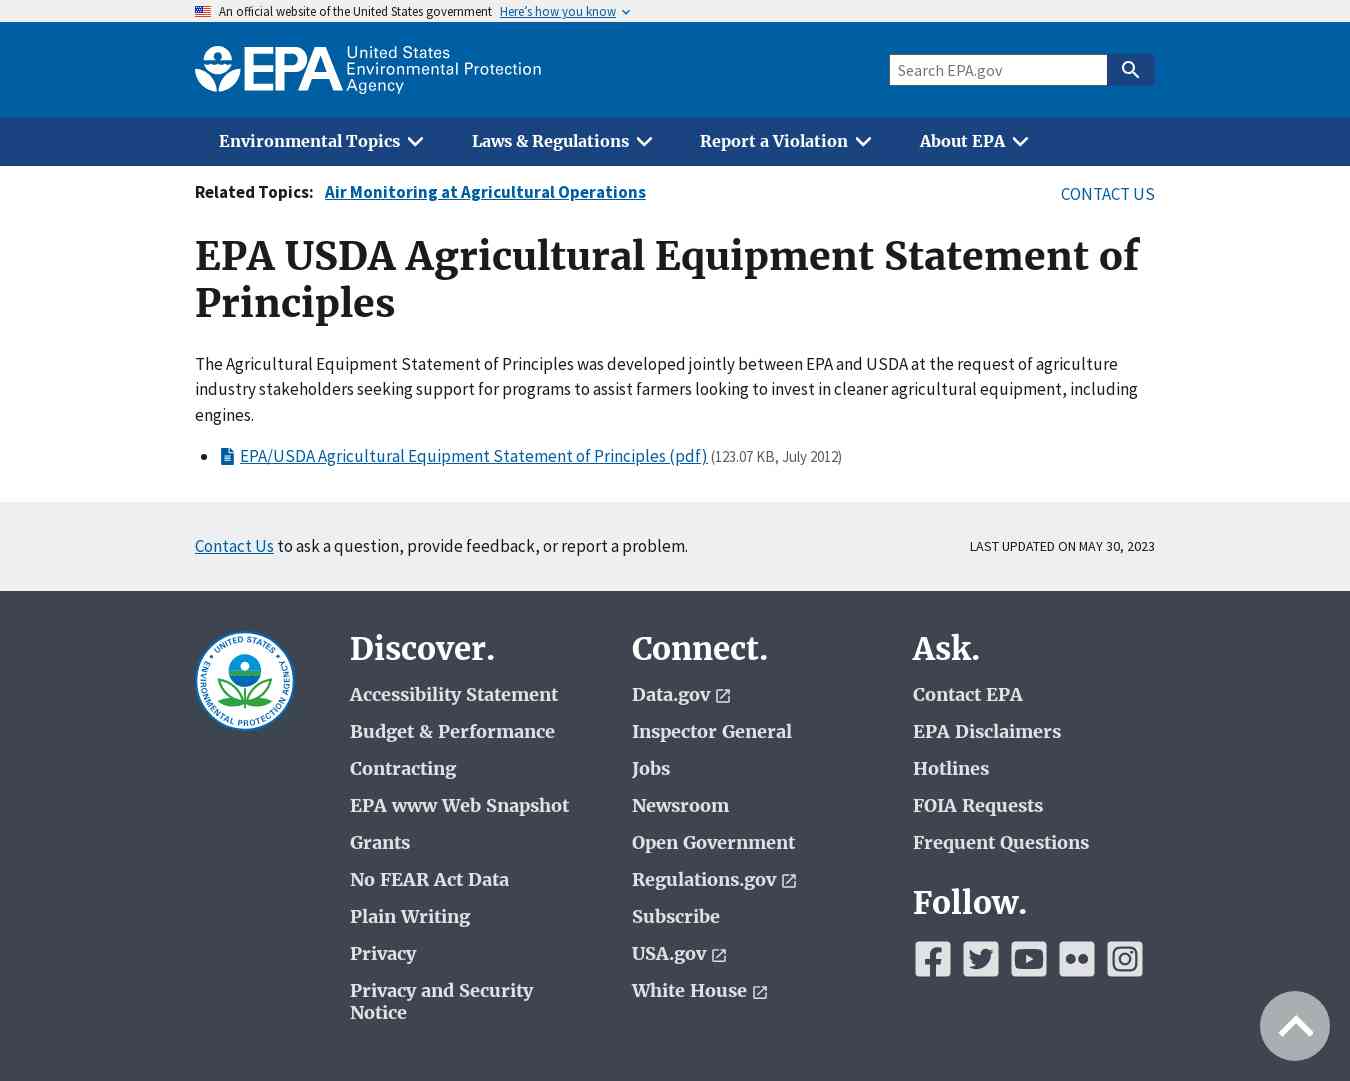 An official website of the United States government Here’s how you know
EPA United States
Environmental Protection
Agency
Search EPA.gov
Environmental Topics Laws & Regulations Report a Violation About EPA
Related Topics: Air Monitoring at Agricultural Operations CONTACT US
EPA USDA Agricultural Equipment Statement of
Principles
The Agricultural Equipment Statement of Principles was developed jointly between EPA and USDA at the request of agriculture
industry stakeholders seeking support for programs to assist farmers looking to invest in cleaner agricultural equipment, including
engines.
EPA/USDA Agricultural Equipment Statement of Principles (pdf) (123.07 KB, July 2012)
Contact Us to ask a question, provide feedback, or report a problem. LAST UPDATED ON MAY 30, 2023
UNITED STATES
ENVIRONMENTAL PROTECTION AGENCY
Discover.
Accessibility Statement
Budget & Performance
Contracting
EPA www Web Snapshot
Grants
No FEAR Act Data
Plain Writing
Privacy
Privacy and Security
Notice
Connect.
Data.gov
Inspector General
Jobs
Newsroom
Open Government
Regulations.gov
Subscribe
USA.gov
White House
Ask.
Contact EPA
EPA Disclaimers
Hotlines
FOIA Requests
Frequent Questions
Follow.